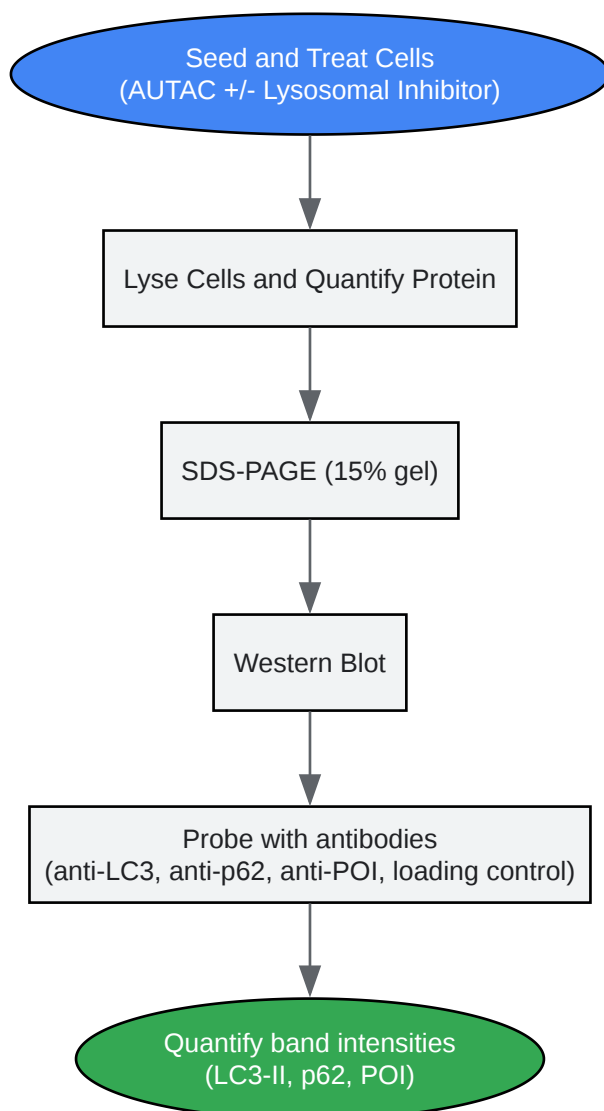 Seed and Treat Cells
(AUTAC +/- Lysosomal Inhibitor)
Lyse Cells and Quantify Protein
SDS-PAGE (15% gel)
Western Blot
Probe with antibodies
(anti-LC3, anti-p62, anti-POI, loading control)
Quantify band intensities
(LC3-II, p62, POI)